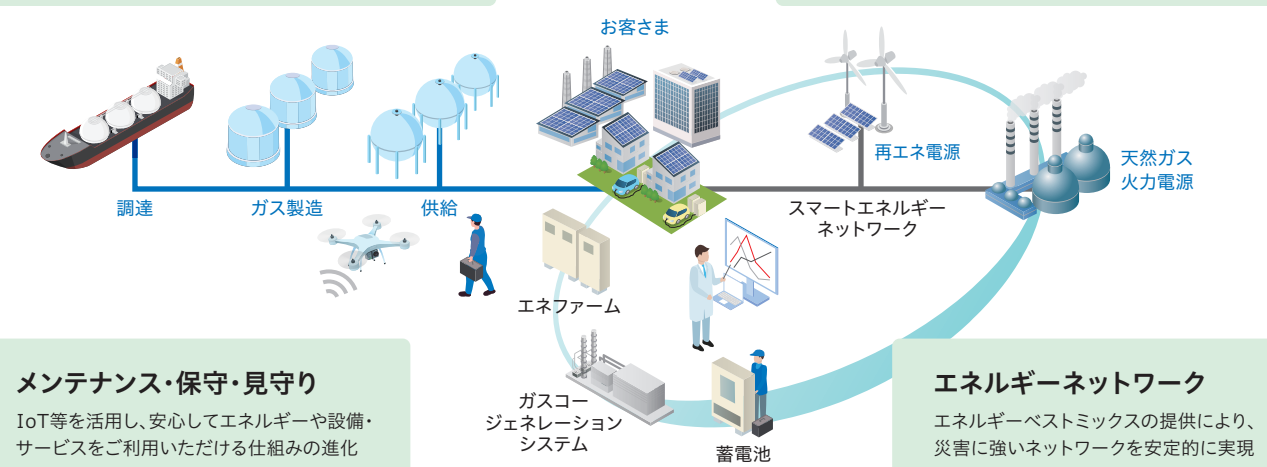 お客さま
再エネ電源
天然ガス
火力電源
調達
ガス製造
供給
スマートエネルギー
ネットワーク
エネファーム
ガスコー
ジェネレーション
システム
蓄電池
メンテナンス・保守・見守り
IoT等を活用し、安心してエネルギーや設備・
サービスをご利用いただける仕組みの進化
エネルギーネットワーク
エネルギーベストミックスの提供により、
災害に強いネットワークを安定的に実現